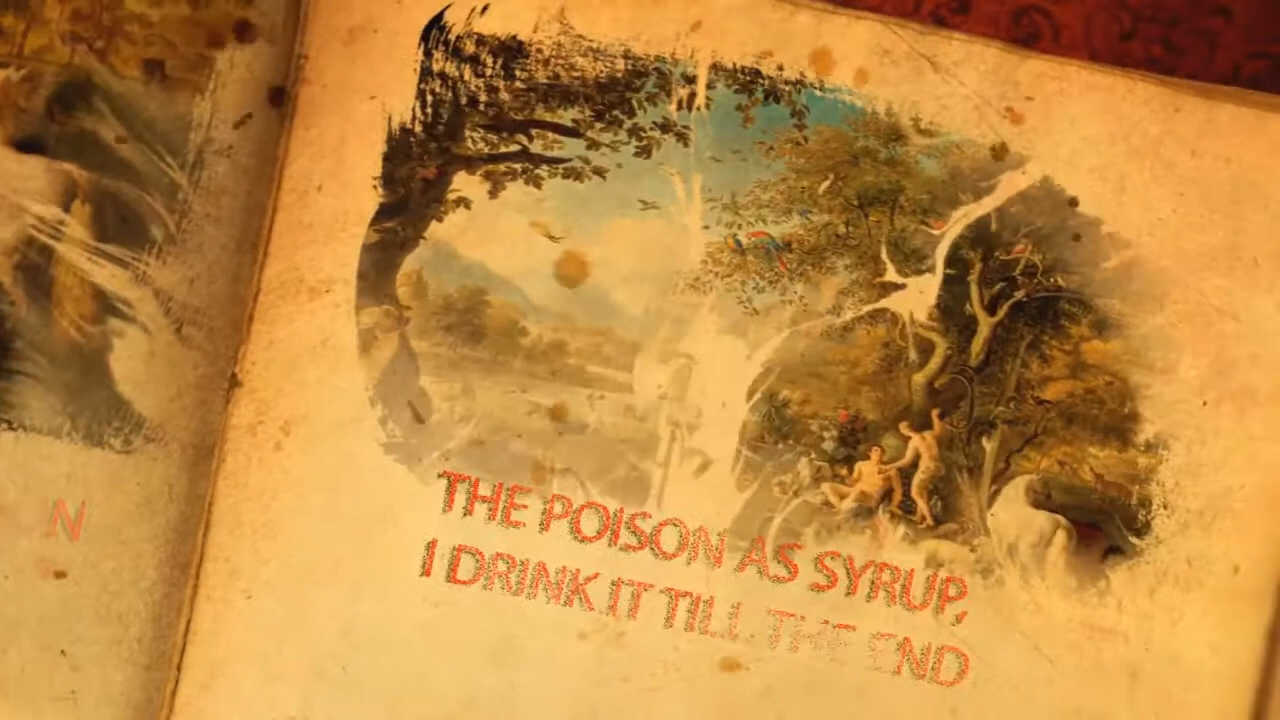 N
THE POISON AS SYRUP,
I DRINK IT TILL THE END